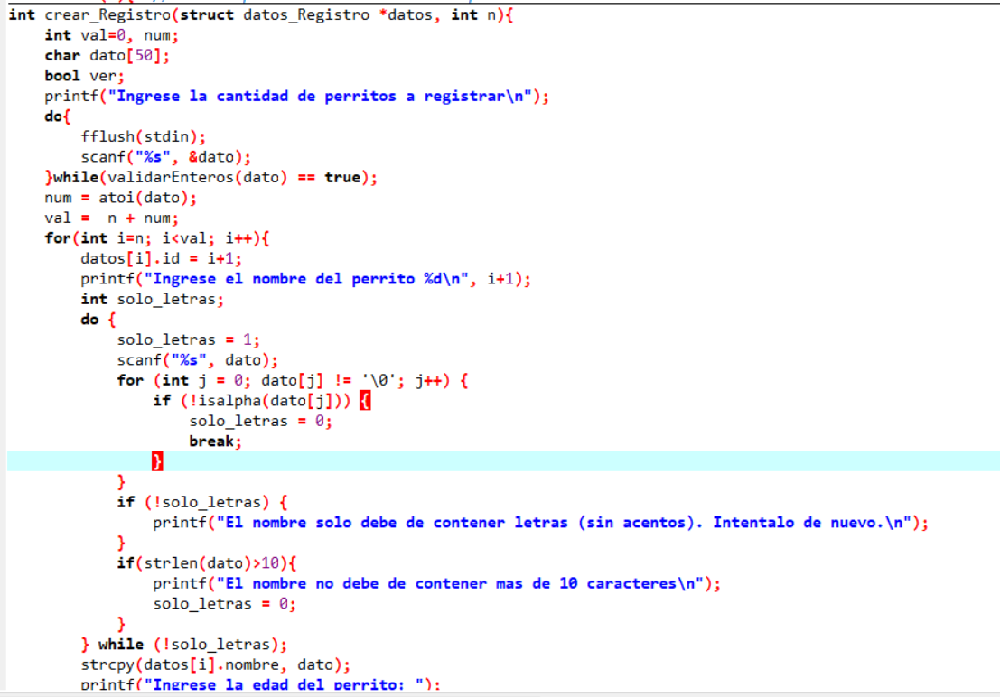 int crear_Registro(struct datos_Registro *datos, int n){
    int val=0, num;
    char dato[50];
    bool ver;
    printf("Ingrese la cantidad de perritos a registrar\n");
    do{
        fflush(stdin);
        scanf("%s", &dato);
    }while(validarEnteros(dato) == true);
    num = atoi(dato);
    val =  n + num;
    for(int i=n; i<val; i++){
        datos[i].id = i+1;
        printf("Ingrese el nombre del perrito %d\n", i+1);
        int solo_letras;
        do {
            solo_letras = 1;
            scanf("%s", dato);
            for (int j = 0; dato[j] != '\0'; j++) {
                if (!isalpha(dato[j])) {
                    solo_letras = 0;
                    break;
                }
            }
            if (!solo_letras) {
                printf("El nombre solo debe de contener letras (sin acentos). Intentalo de nuevo.\n");
            }
            if(strlen(dato)>10){
                printf("El nombre no debe de contener mas de 10 caracteres\n");
                solo_letras = 0;
            }
        } while (!solo_letras);
        strcpy(datos[i].nombre, dato);
        printf("Ingrese la edad del perrito: ");